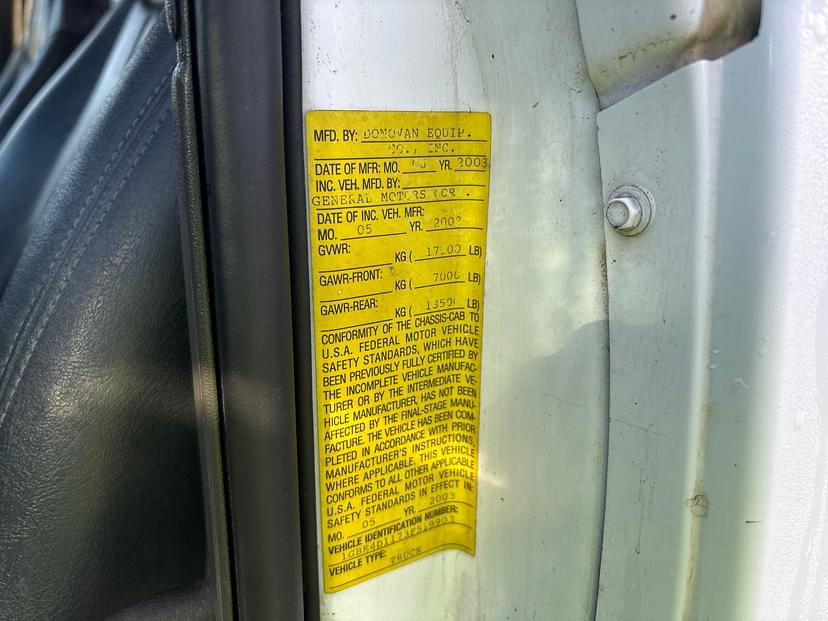 MFD. BY: DONOVAN EQUIP.
CO., INC.
DATE OF MFR: MO. YR. 2003
INC. VEH. MFD. BY:
GENERAL MOTORS COR .
DATE OF INC. VEH. MFR:
MO. 05 YR.
GVWR:
KG ( LB)
GAWR-FRONT:
KG ( 7000 LB)
GAWR-REAR:
KG ( 13500 LB)
CONFORMITY OF THE CHASSIS-CAB TO
U.S.A. FEDERAL MOTOR VEHICLE
SAFETY STANDARDS, WHICH HAVE
BEEN PREVIOUSLY FULLY CERTIFIED BY
THE INCOMPLETE VEHICLE MANUFAC-
TURER OR BY THE INTERMEDIATE VE-
HICLE MANUFACTURER, HAS NOT BEEN
AFFECTED BY THE FINAL-STAGE MANU-
FACTURE. THE VEHICLE HAS BEEN COM-
PLETED IN ACCORDANCE WITH PRIOR
MANUFACTURER'S INSTRUCTIONS,
WHERE APPLICABLE. THIS VEHICLE
CONFORMS TO ALL OTHER APPLICABLE
U.S.A. FEDERAL MOTOR VEHICLE
SAFETY STANDARDS IN EFFECT IN:
MO. 05 YR. 2003
VEHICLE IDENTIFICATION NUMBER:
VEHICLE TYPE: TRUCK